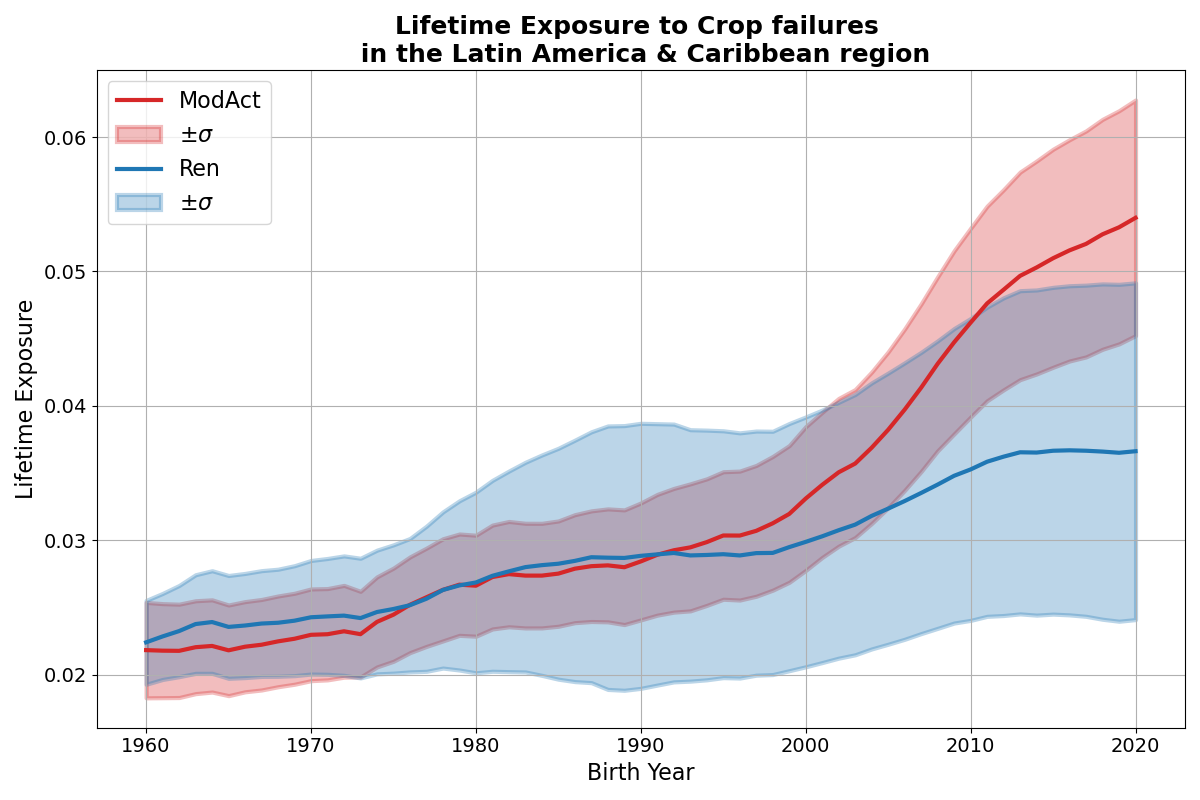 Lifetime Exposure to Crop failures
in the Latin America & Caribbean region
ModAct
±σ
Ren
±σ
Lifetime Exposure
0.06
0.05
0.04
0.03
0.02
1960
1970
1980
1990
2000
2010
2020
Birth Year